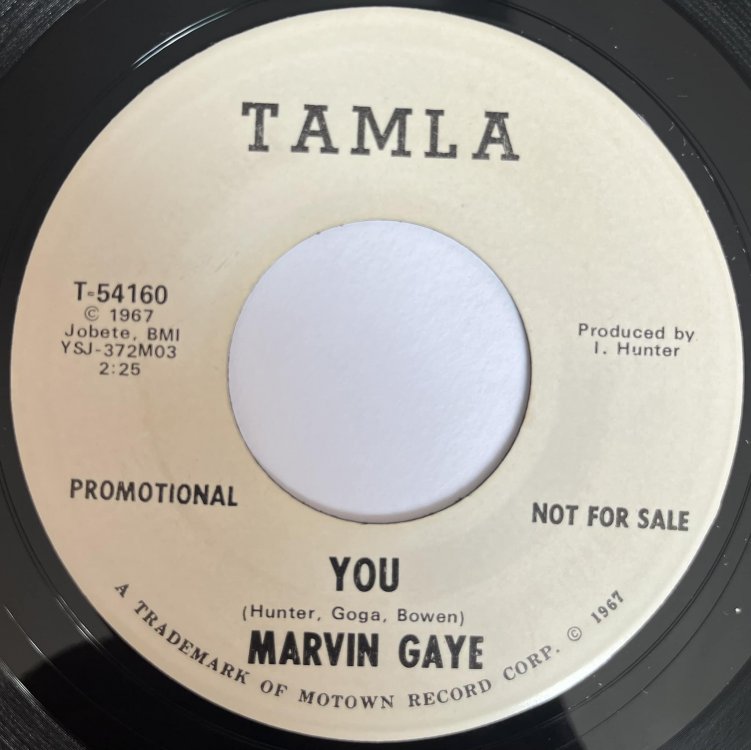 TAMLA
T-54160
© 1967
Jobete, BMI
YSJ-372M03
2:25
Produced by
I. Hunter
PROMOTIONAL
NOT FOR SALE
YOU
(Hunter, Goga, Bowen)
MARVIN GAYE
A TRADEMARK OF MOTOWN RECORD CORP. © 1967